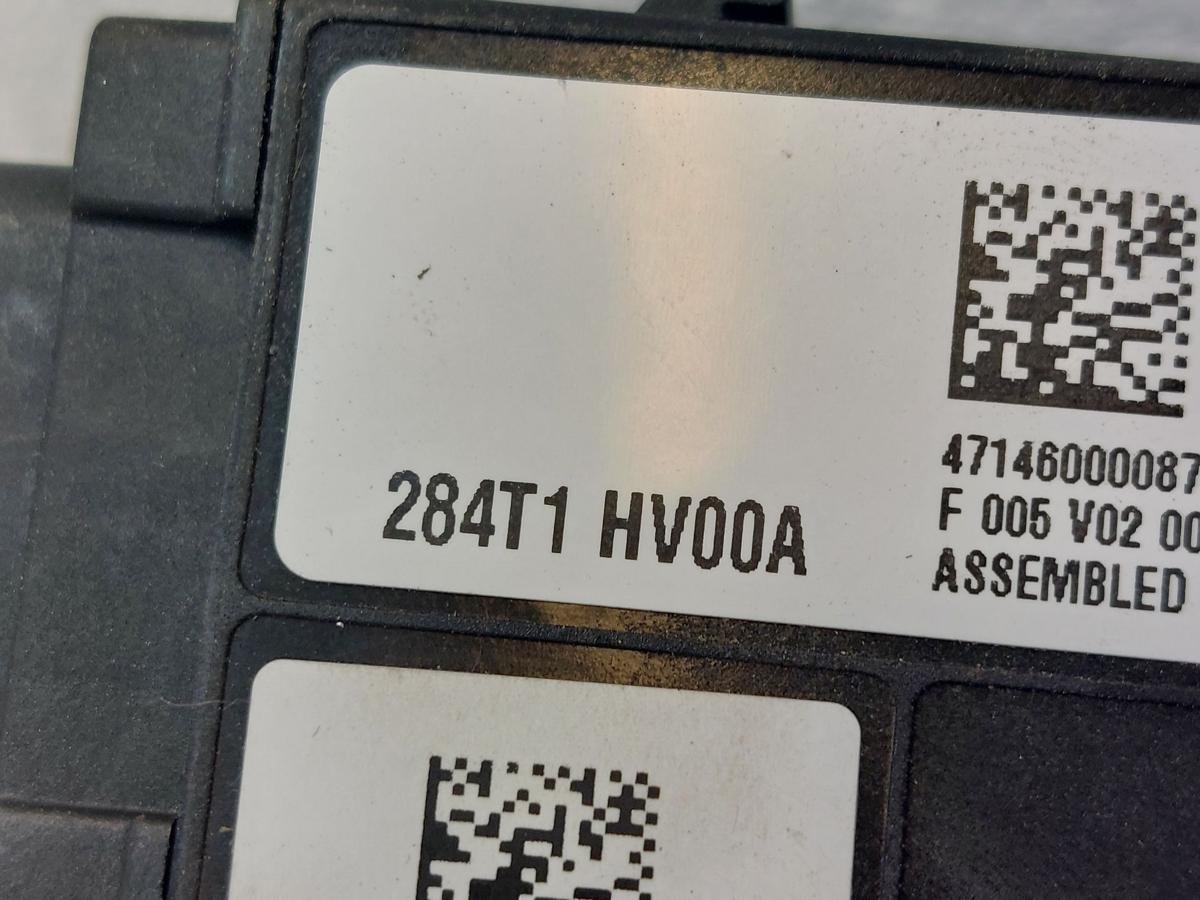 284T1 HV00A
47146000087
F 005 V02 00
ASSEMBLED